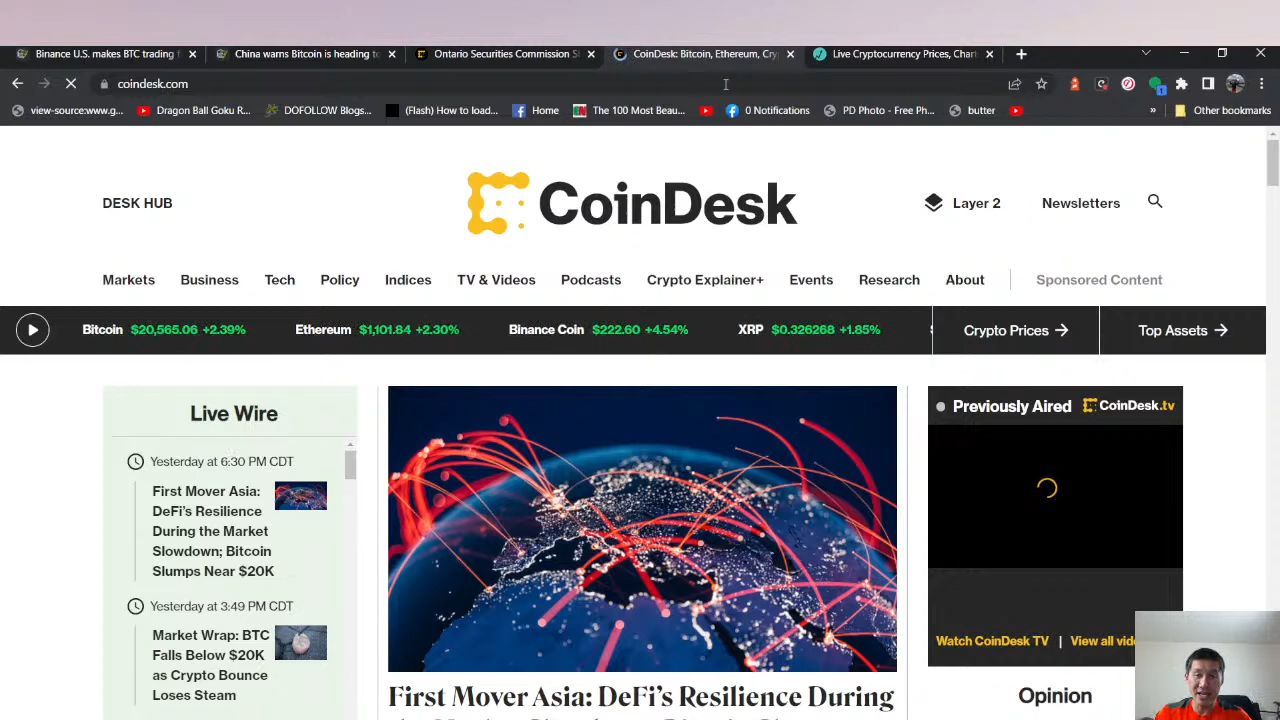 Binance U.S. makes BTC trading f
China warns Bitcoin is heading to
Ontario Securities Commission S
CoinDesk: Bitcoin, Ethereum, Cry
Live Cryptocurrency Prices, Chart
coindesk.com
view-source:www.g...
Dragon Ball Goku R...
DOFOLLOW Blogs...
(Flash) How to load...
Home
The 100 Most Beau...
0 Notifications
PD Photo - Free Ph...
butter
»
Other bookmarks
DESK HUB
CoinDesk
Layer 2
Newsletters
Markets
Business
Tech
Policy
Indices
TV & Videos
Podcasts
Crypto Explainer+
Events
Research
About
Sponsored Content
Bitcoin $20,565.06 +2.39%
Ethereum $1,101.84 +2.30%
Binance Coin $222.60 +4.54%
XRP $0.326268 +1.85%
Crypto Prices →
Top Assets →
Live Wire
Yesterday at 6:30 PM CDT
First Mover Asia:
DeFi's Resilience
During the Market
Slowdown; Bitcoin
Slumps Near $20K
Yesterday at 3:49 PM CDT
Market Wrap: BTC
Falls Below $20K
as Crypto Bounce
Loses Steam
First Mover Asia: DeFi's Resilience During
Previously Aired
CoinDesk.tv
Watch CoinDesk TV | View all vide
Opinion